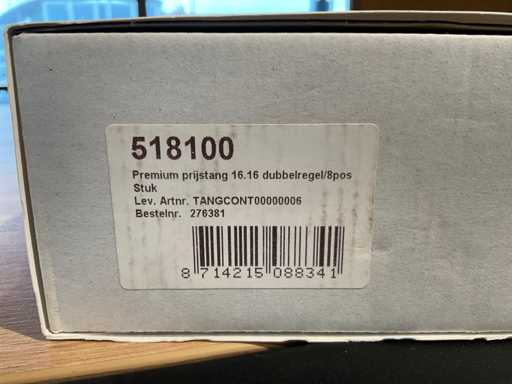 518100
Premium prijstang 16.16 dubbelregel/8pos
Stuk
Lev. Artnr. TANGCONT00000006
Bestelnr. 276381
8 714215 088341